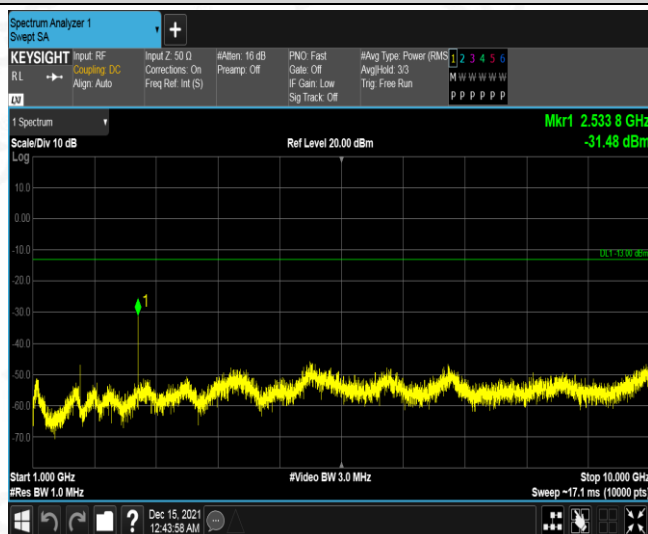 Spectrum Analyzer 1
Swept SA
+
KEYSIGHT
RL
Input: RF
Coupling: DC
Align: Auto
Input Z: 50 Ω
Corrections: On
Freq Ref: Int (S)
#Atten: 16 dB
Preamp: Off
PNO: Fast
Gate: Off
IF Gain: Low
Sig Track: Off
#Avg Type: Power (RMS
Avg|Hold: 3/3
Trig: Free Run
1 2 3 4 5 6
M W W W W W
P P P P P P
LXI
1 Spectrum
Scale/Div 10 dB
Ref Level 20.00 dBm
Mkr1 2.533 8 GHz
-31.48 dBm
Log
10.0
0.00
-10.0
DL1 -13.00 dBm
-20.0
-30.0
1
-40.0
-50.0
-60.0
-70.0
Start 1.000 GHz
#Video BW 3.0 MHz
Stop 10.000 GHz
#Res BW 1.0 MHz
Sweep ~17.1 ms (10000 pts)
?
Dec 15, 2021
12:43:58 AM